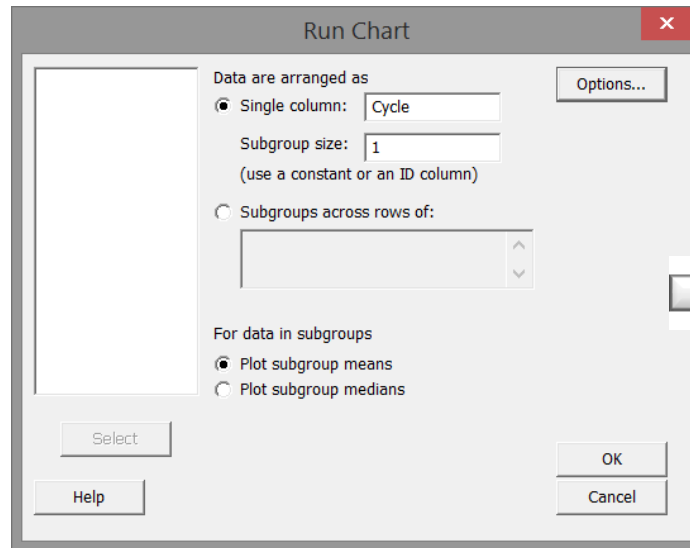 Run Chart
Data are arranged as
Single column: Cycle
Subgroup size: 1
(use a constant or an ID column)
Subgroups across rows of:
For data in subgroups
Plot subgroup means
Plot subgroup medians
Options...
Select
Help
OK
Cancel